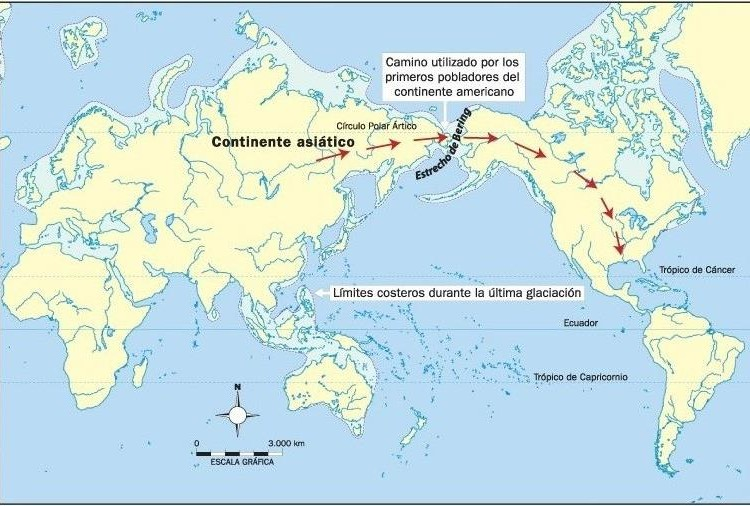 Camino utilizado por los
primeros pobladores del
continente americano
Círculo Polar Ártico
Continente asiático
Estrecho de Bering
Trópico de Cáncer
Límites costeros durante la última glaciación
Ecuador
Trópico de Capricornio
N
0 3.000 km
ESCALA GRÁFICA